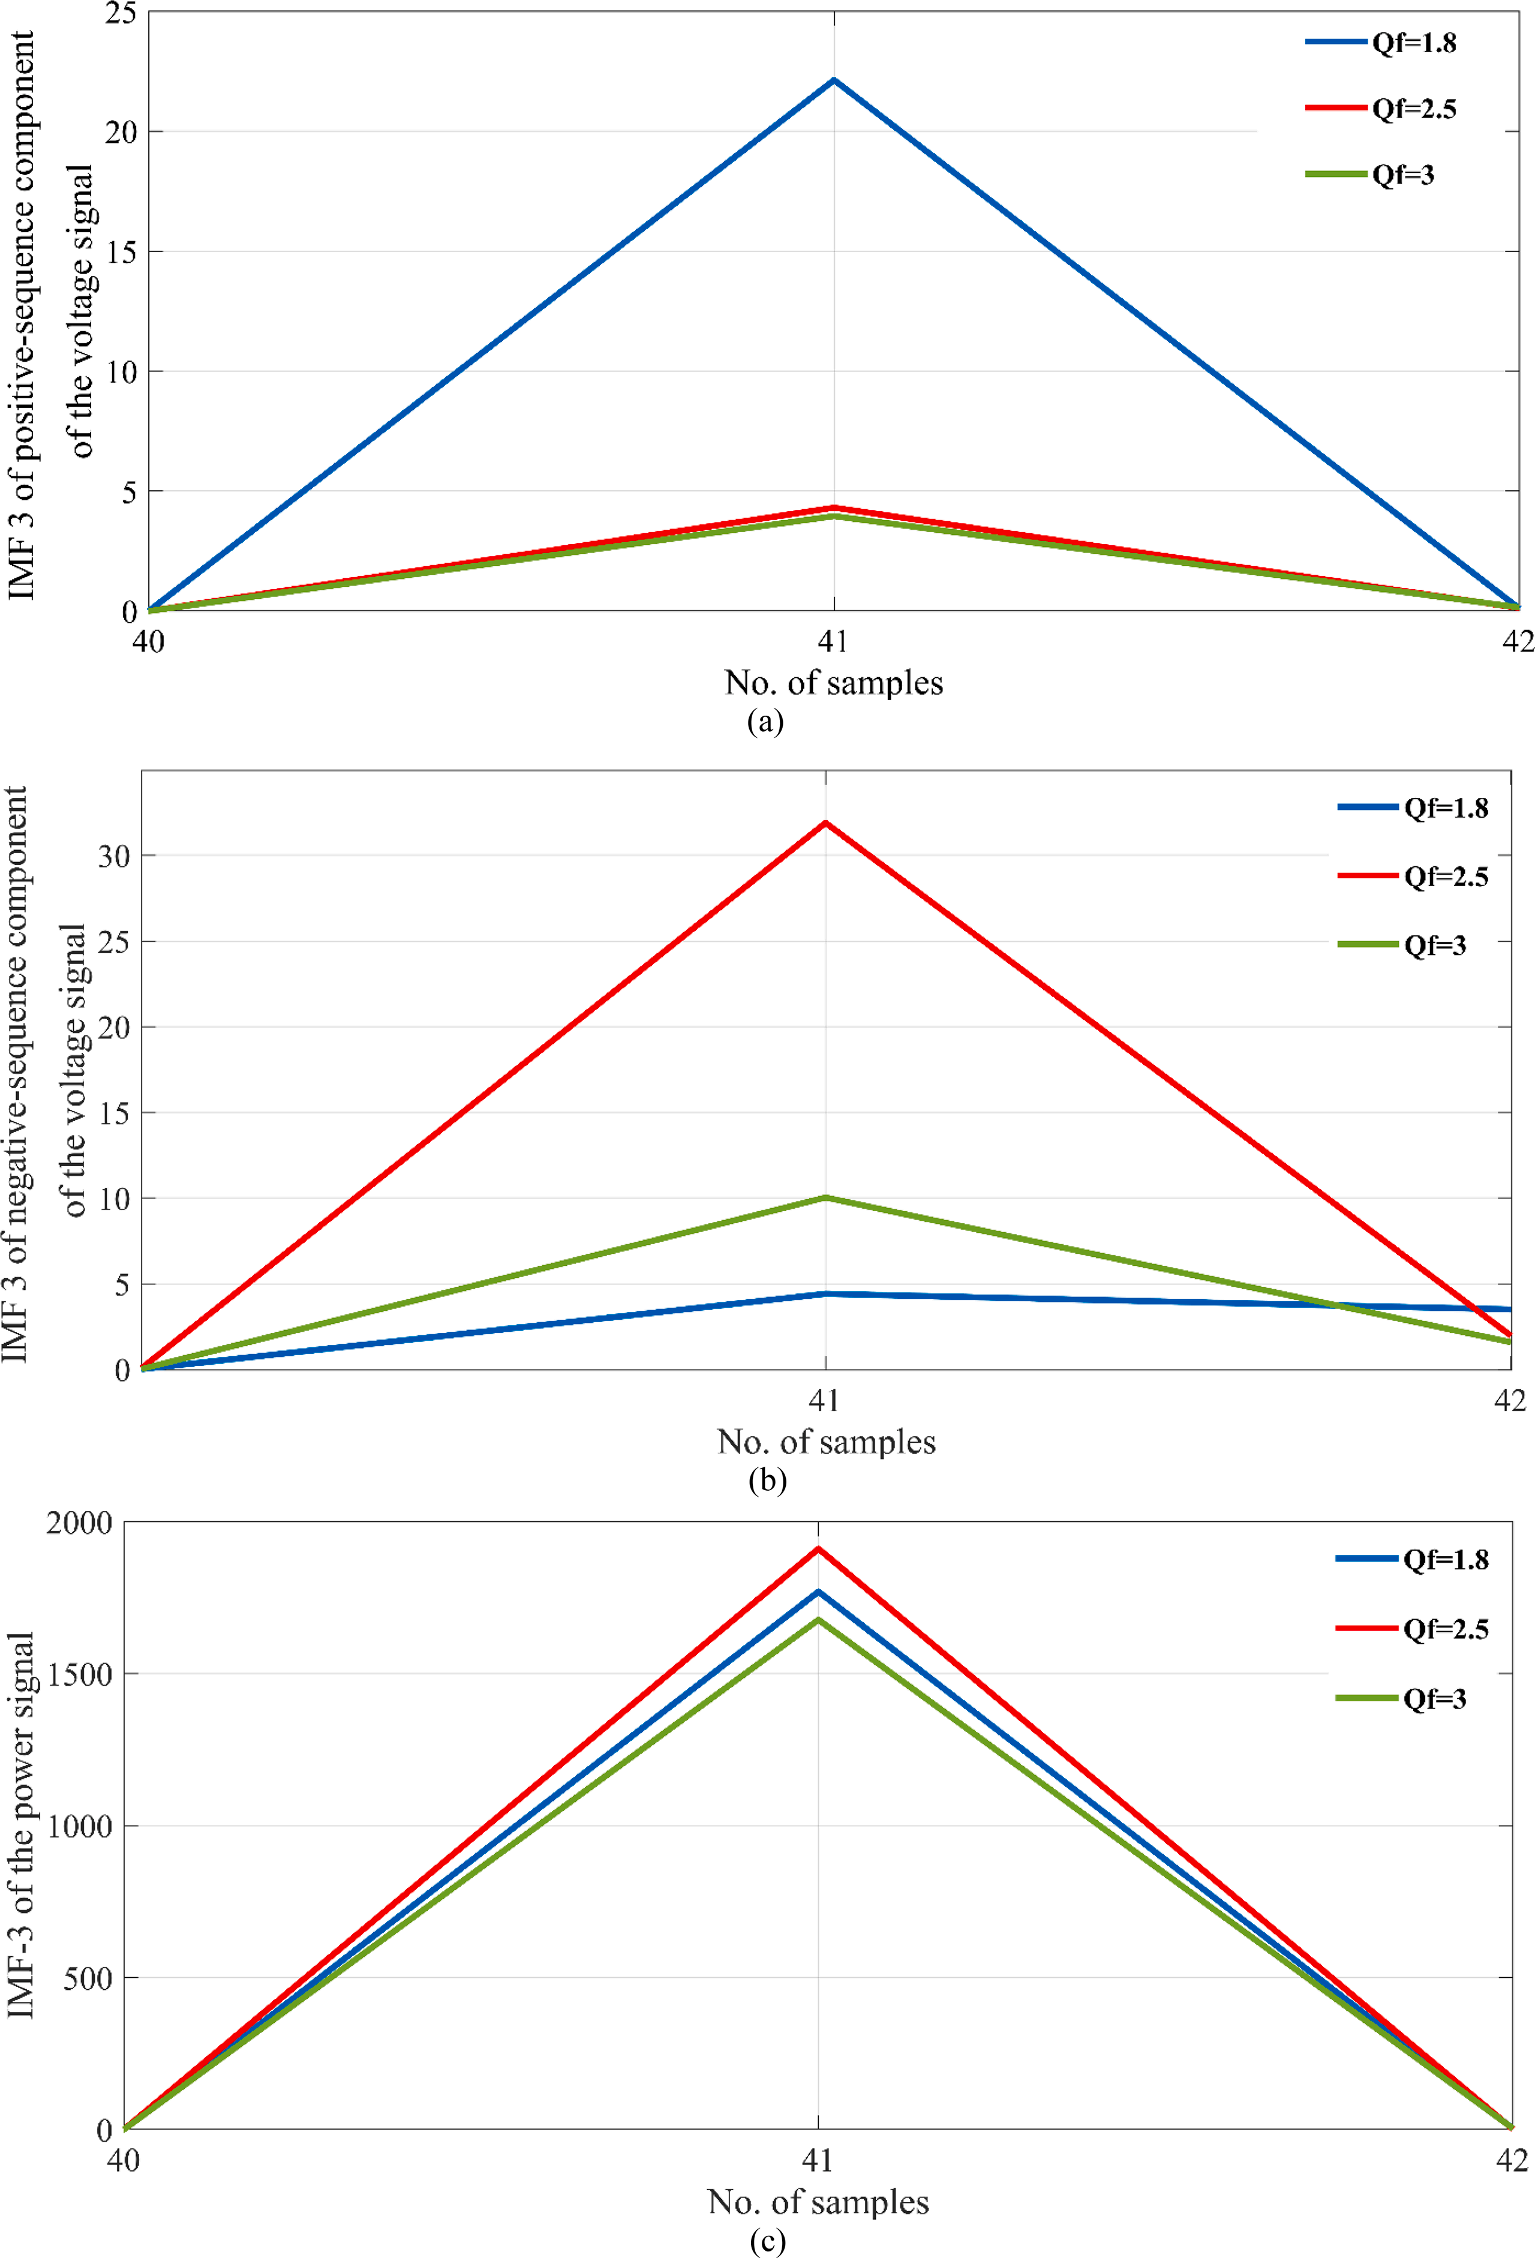 IMF 3 of positive-sequence component
of the voltage signal
25
20
15
10
5
0
Qf=1.8
Qf=2.5
Qf=3
40 41 42
No. of samples
(a)
IMF 3 of negative-sequence component
of the voltage signal
30
25
20
15
10
5
0
Qf=1.8
Qf=2.5
Qf=3
41 42
No. of samples
(b)
IMF-3 of the power signal
2000
1500
1000
500
0
Qf=1.8
Qf=2.5
Qf=3
40 41 42
No. of samples
(c)